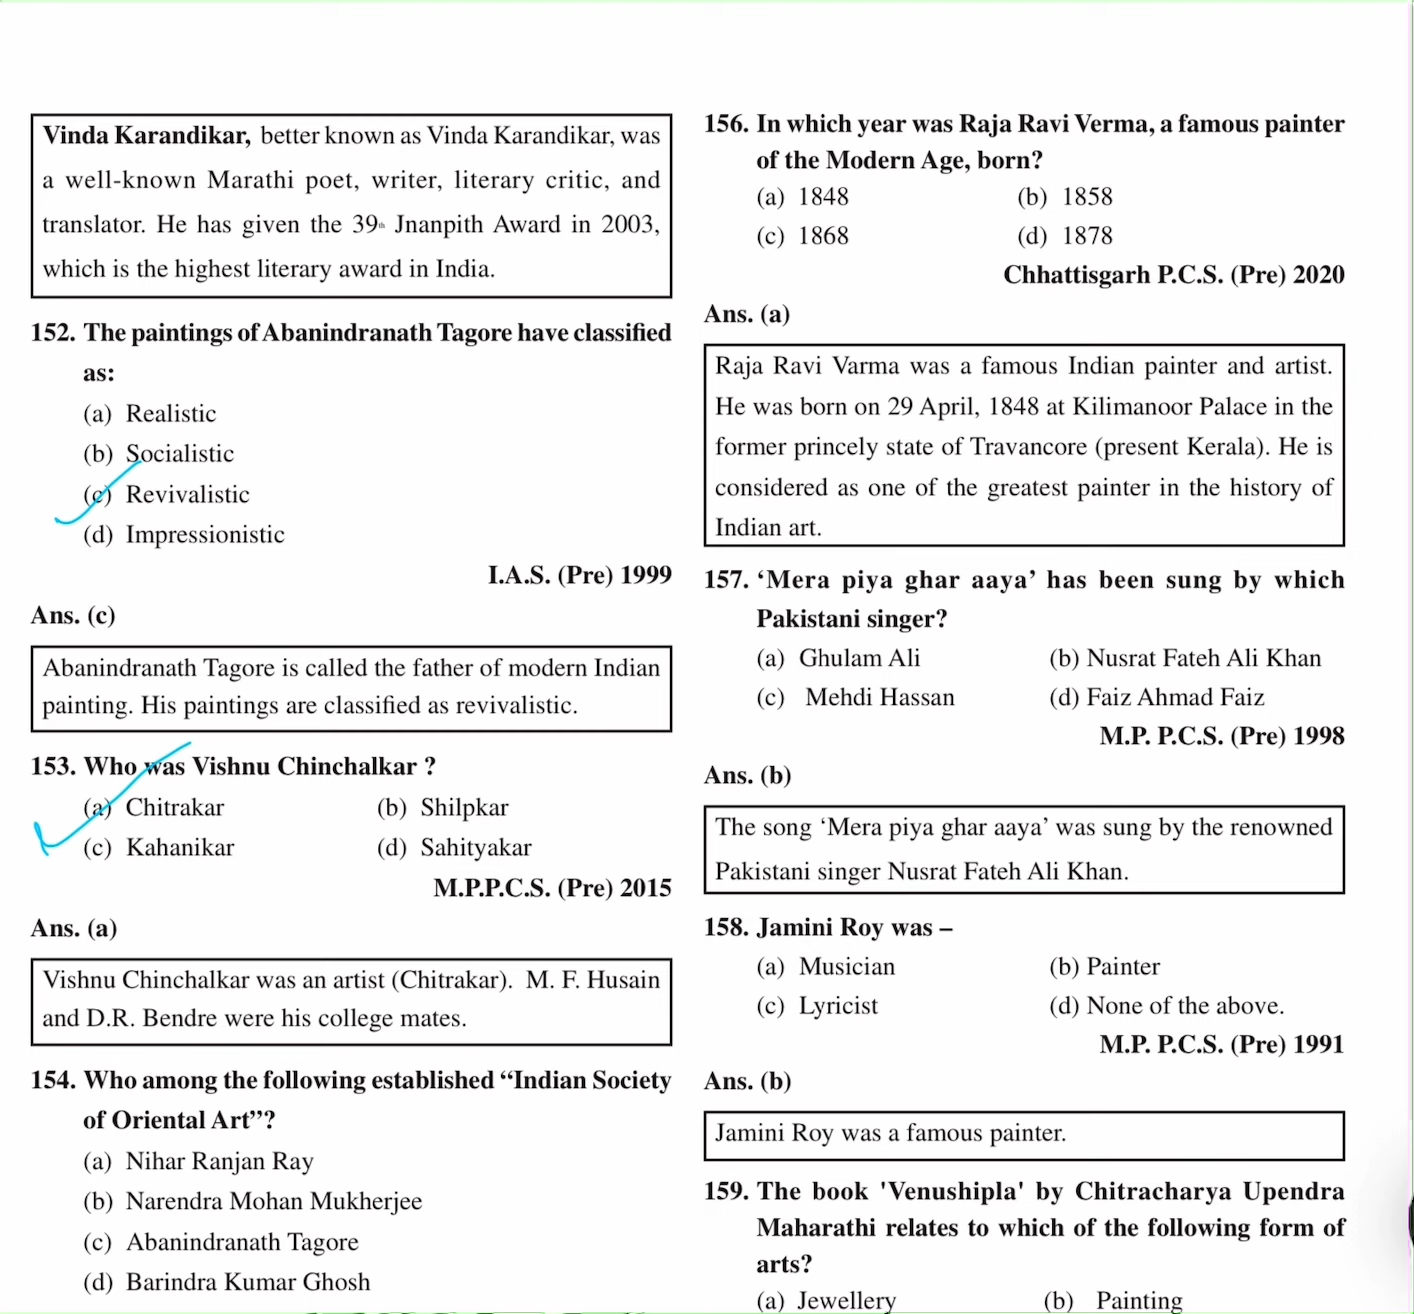 Vinda Karandikar, better known as Vinda Karandikar, was
a well-known Marathi poet, writer, literary critic, and
translator. He has given the 39th Jnanpith Award in 2003,
which is the highest literary award in India.
152. The paintings of Abanindranath Tagore have classified
as:
(a) Realistic
(b) Socialistic
(c) Revivalistic
(d) Impressionistic
I.A.S. (Pre) 1999
Ans. (c)
Abanindranath Tagore is called the father of modern Indian
painting. His paintings are classified as revivalistic.
153. Who was Vishnu Chinchalkar ?
(a) Chitrakar (b) Shilpkar
(c) Kahanikar (d) Sahityakar
M.P.P.C.S. (Pre) 2015
Ans. (a)
Vishnu Chinchalkar was an artist (Chitrakar). M. F. Husain
and D.R. Bendre were his college mates.
154. Who among the following established “Indian Society
of Oriental Art”?
(a) Nihar Ranjan Ray
(b) Narendra Mohan Mukherjee
(c) Abanindranath Tagore
(d) Barindra Kumar Ghosh
156. In which year was Raja Ravi Verma, a famous painter
of the Modern Age, born?
(a) 1848 (b) 1858
(c) 1868 (d) 1878
Chhattisgarh P.C.S. (Pre) 2020
Ans. (a)
Raja Ravi Varma was a famous Indian painter and artist.
He was born on 29 April, 1848 at Kilimanoor Palace in the
former princely state of Travancore (present Kerala). He is
considered as one of the greatest painter in the history of
Indian art.
157. ‘Mera piya ghar aaya’ has been sung by which
Pakistani singer?
(a) Ghulam Ali (b) Nusrat Fateh Ali Khan
(c) Mehdi Hassan (d) Faiz Ahmad Faiz
M.P. P.C.S. (Pre) 1998
Ans. (b)
The song ‘Mera piya ghar aaya’ was sung by the renowned
Pakistani singer Nusrat Fateh Ali Khan.
158. Jamini Roy was –
(a) Musician (b) Painter
(c) Lyricist (d) None of the above.
M.P. P.C.S. (Pre) 1991
Ans. (b)
Jamini Roy was a famous painter.
159. The book 'Venushipla' by Chitracharya Upendra
Maharathi relates to which of the following form of
arts?
(a) Jewellery (b) Painting